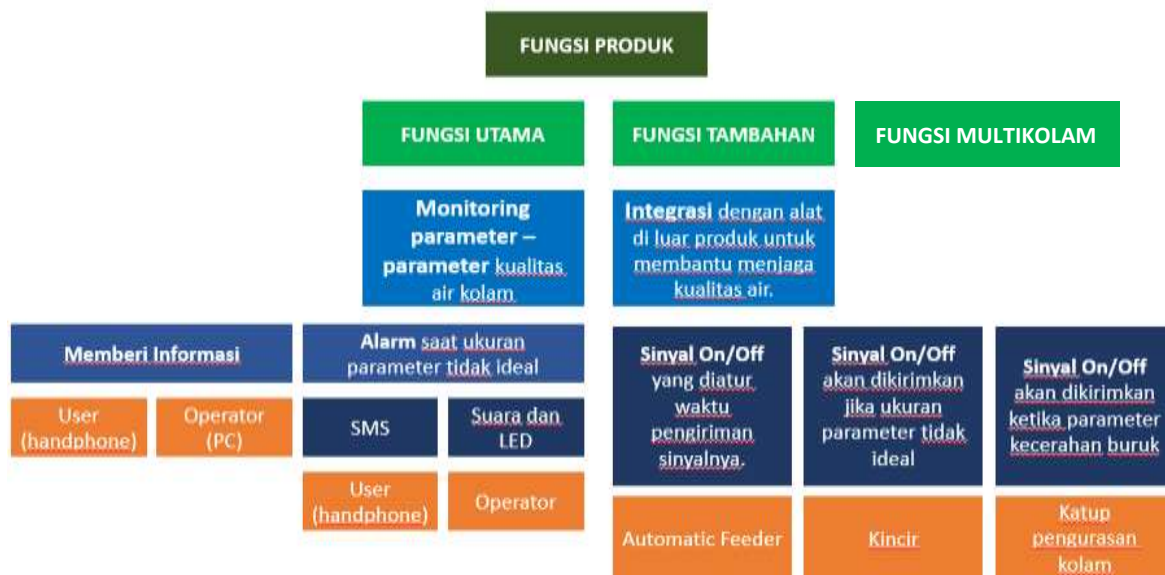 FUNGSI PRODUK
FUNGSI UTAMA
FUNGSI TAMBAHAN
FUNGSI MULTIKOLAM
Monitoring
parameter –
parameter kualitas
air kolam
Integrasi dengan alat
di luar produk untuk
membantu menjaga
kualitas air.
Memberi Informasi
Alarm saat ukuran
parameter tidak ideal
User
(handphone)
Operator
(PC)
SMS
Suara dan
LED
User
(handphone)
Operator
Sinyal On/Off
yang diatur
waktu
pengiriman
sinyalnya.
Sinyal On/Off
akan dikirimkan
jika ukuran
parameter tidak
ideal
Sinyal On/Off
akan dikirimkan
ketika parameter
kecerahan buruk
Automatic Feeder
Kincir
Katup
pengurasan
kolam